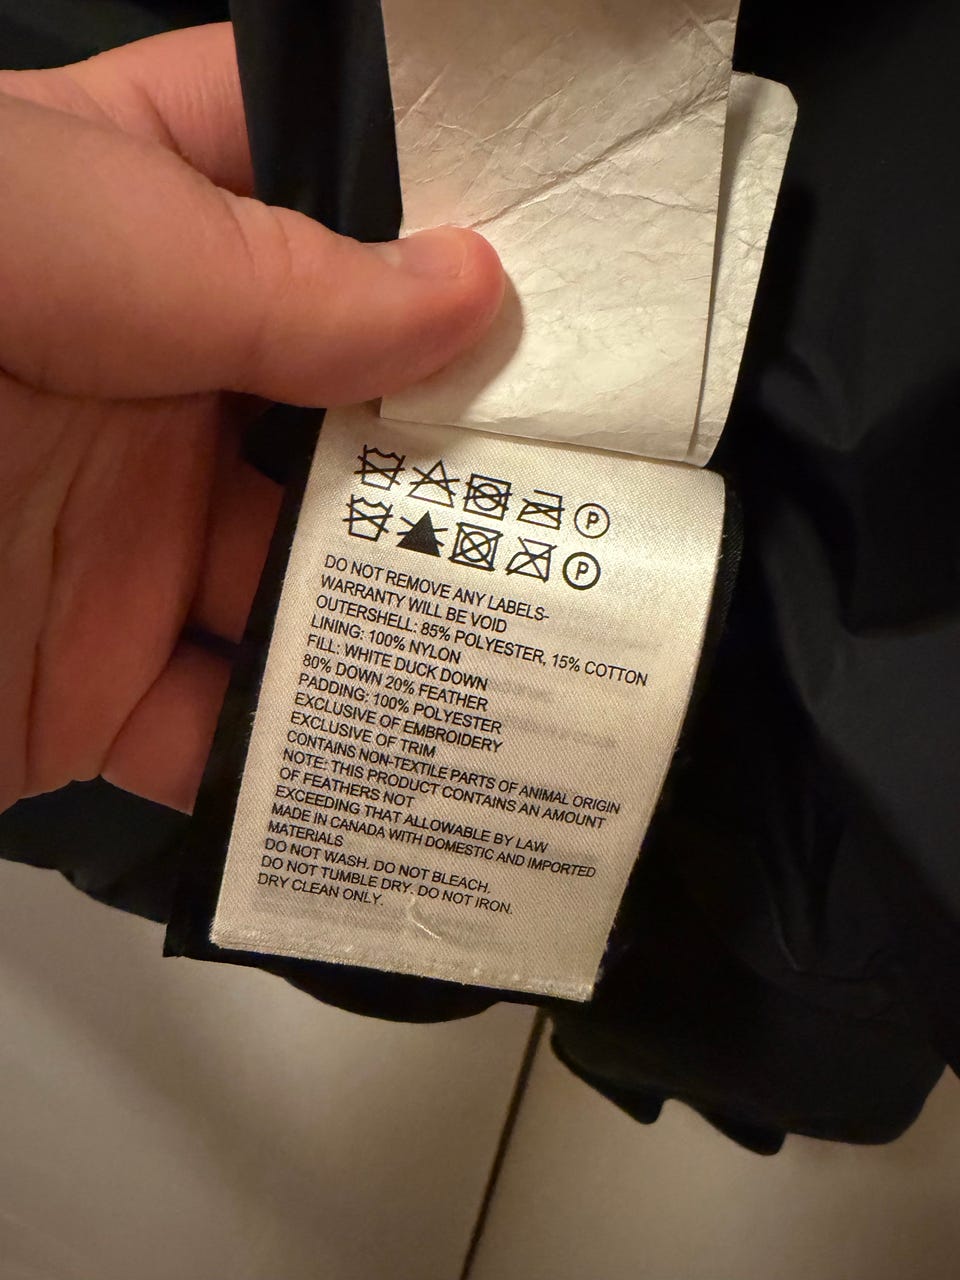 P
P
DO NOT REMOVE ANY LABELS-
WARRANTY WILL BE VOID
OUTERSHELL: 85% POLYESTER, 15% COTTON
LINING: 100% NYLON
FILL: WHITE DUCK DOWN
80% DOWN 20% FEATHER
PADDING: 100% POLYESTER
EXCLUSIVE OF EMBROIDERY
EXCLUSIVE OF TRIM
CONTAINS NON-TEXTILE PARTS OF ANIMAL ORIGIN
NOTE: THIS PRODUCT CONTAINS AN AMOUNT
OF FEATHERS NOT
EXCEEDING THAT ALLOWABLE BY LAW
MADE IN CANADA WITH DOMESTIC AND IMPORTED
MATERIALS
DO NOT WASH. DO NOT BLEACH.
DO NOT TUMBLE DRY. DO NOT IRON.
DRY CLEAN ONLY.